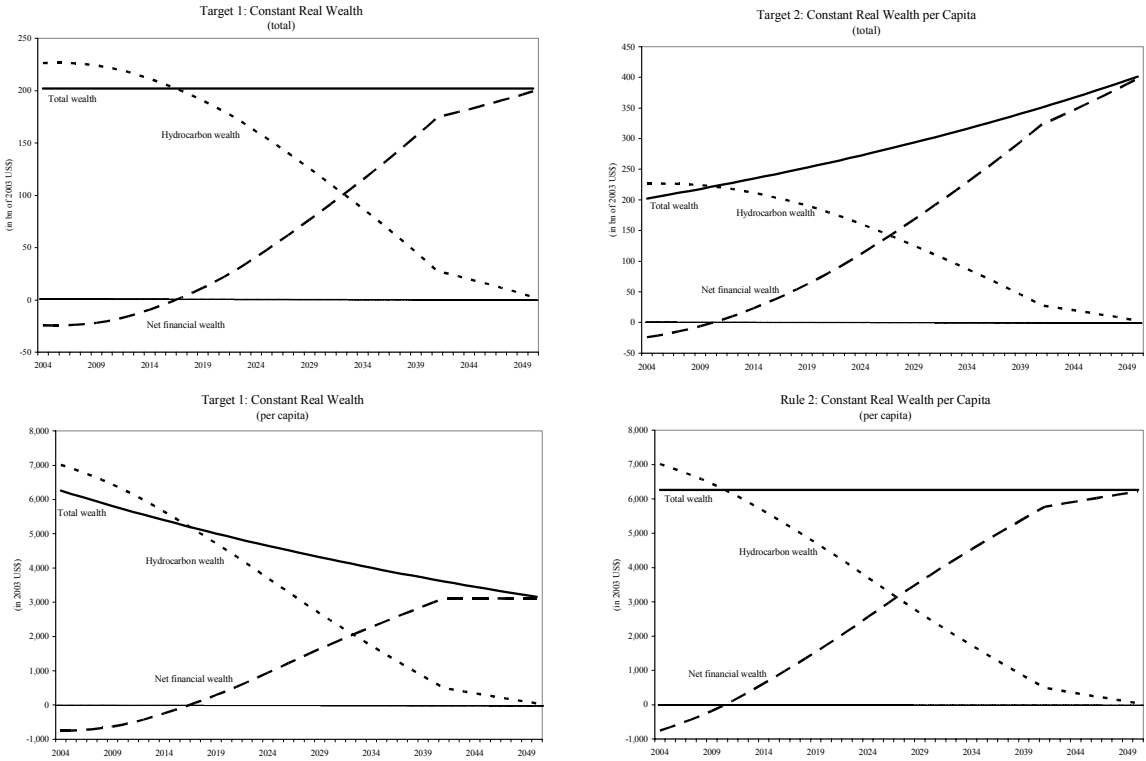 Target 1: Constant Real Wealth
(total)
250
200
150
100
50
0
-50
(in bn of 2003 US$)
Total wealth
Hydrocarbon wealth
Net financial wealth
2004 2009 2014 2019 2024 2029 2034 2039 2044 2049
Target 2: Constant Real Wealth per Capita
(total)
450
400
350
300
250
200
150
100
50
0
-50
(in bn of 2003 US$)
Total wealth
Hydrocarbon wealth
Net financial wealth
2004 2009 2014 2019 2024 2029 2034 2039 2044 2049
Target 1: Constant Real Wealth
(per capita)
8,000
7,000
6,000
5,000
4,000
3,000
2,000
1,000
0
-1,000
(in 2003 US$)
Total wealth
Hydrocarbon wealth
Net financial wealth
2004 2009 2014 2019 2024 2029 2034 2039 2044 2049
Rule 2: Constant Real Wealth per Capita
(per capita)
8,000
7,000
6,000
5,000
4,000
3,000
2,000
1,000
0
-1,000
(in 2003 US$)
Total wealth
Hydrocarbon wealth
Net financial wealth
2004 2009 2014 2019 2024 2029 2034 2039 2044 2049